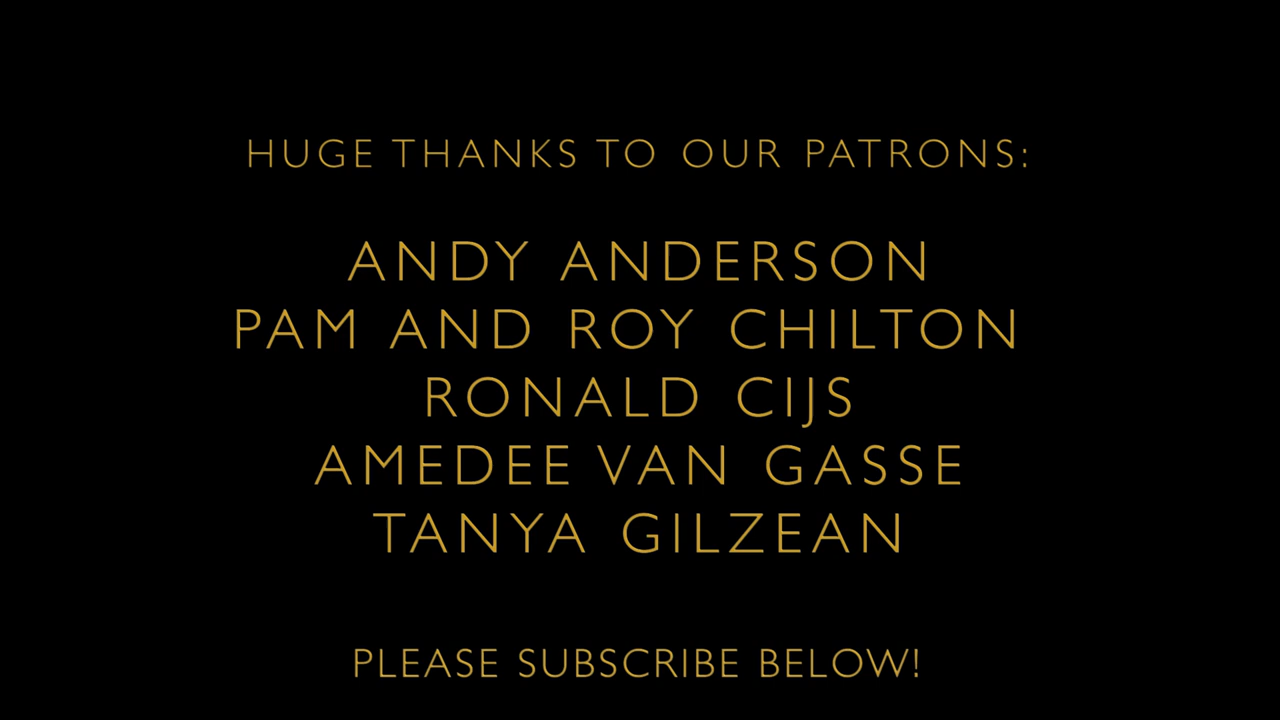 HUGE THANKS TO OUR PATRONS:
ANDY ANDERSON
PAM AND ROY CHILTON
RONALD CIJS
AMEDEE VAN GASSE
TANYA GILZEAN
PLEASE SUBSCRIBE BELOW!